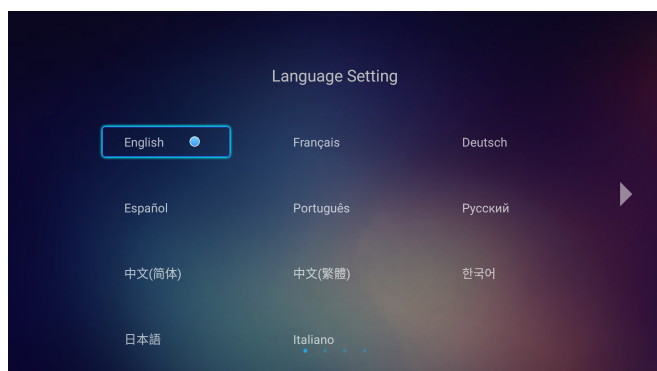 Language Setting
English
Français
Deutsch
Español
Português
Русский
中文(简体)
中文(繁體)
한국어
日本語
Italiano